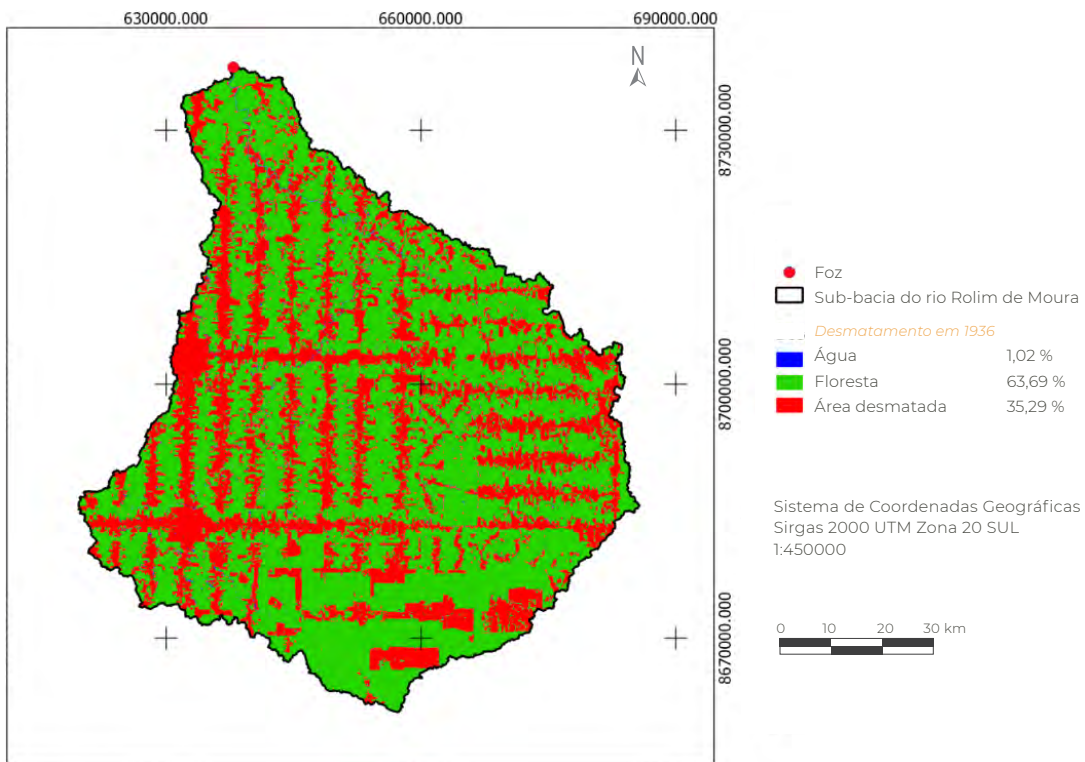 630000.000 660000.000 690000.000
N
8730000.000
8700000.000
8670000.000
Foz
Sub-bacia do rio Rolim de Moura
Desmatamento em 1936
Água 1,02 %
Floresta 63,69 %
Área desmatada 35,29 %
Sistema de Coordenadas Geográficas
Sirgas 2000 UTM Zona 20 SUL
1:450000
0 10 20 30 km